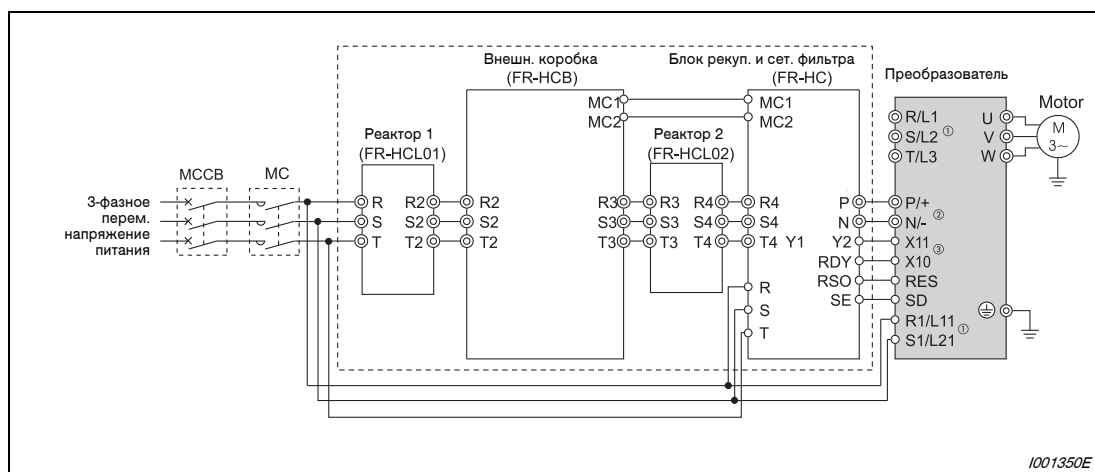 Внешн. коробка
(FR-HCB)
Блок рекуп. и сет. фильтра
(FR-HC)
Преобразователь
Motor
M
3~
MC1
MC2
MC1
MC2
R/L1
S/L2 ①
T/L3
U
V
W
Реактор 1
(FR-HCL01)
Реактор 2
(FR-HCL02)
MCCB
MC
3-фазное
перем.
напряжение
питания
R R2 R2 R3 R3 R4 R4 P P/+
S S2 S2 S3 S3 S4 S4 N N/- ②
T T2 T2 T3 T3 T4 T4 Y1 Y2 X11
RDY X10 ③
R RSO RES
S SE SD
T R1/L11 ①
S1/L21
I001350E